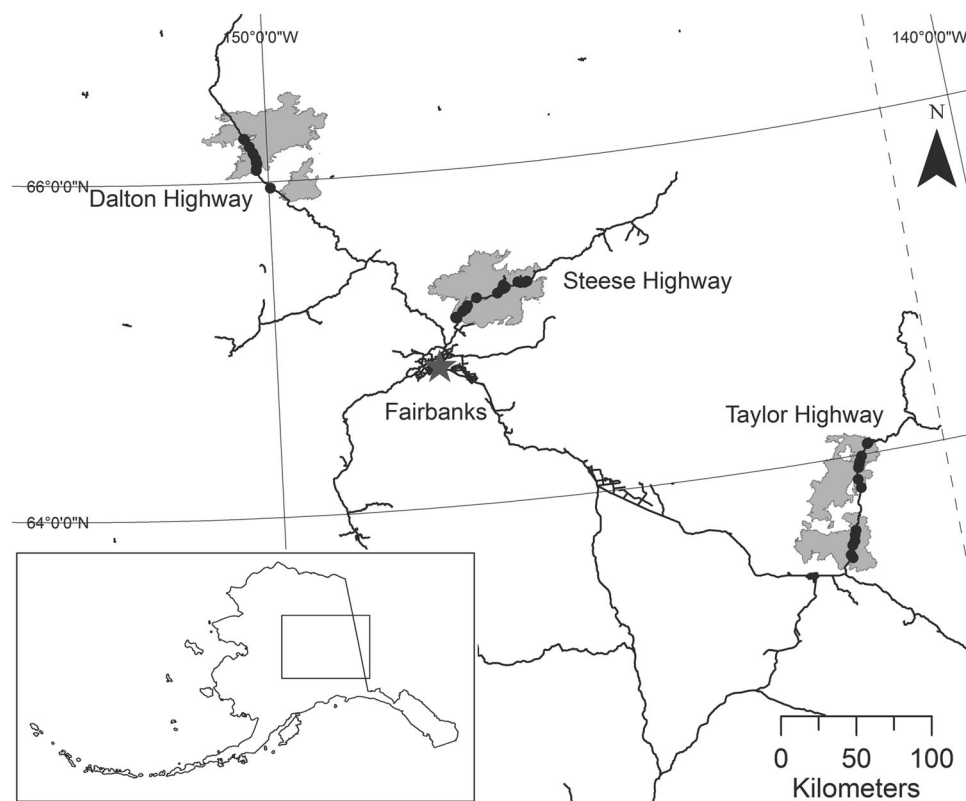 150°0'0"W
140°0'0"W
N
66°0'0"N
Dalton Highway
Steese Highway
Fairbanks
Taylor Highway
64°0'0"N
0 50 100
Kilometers